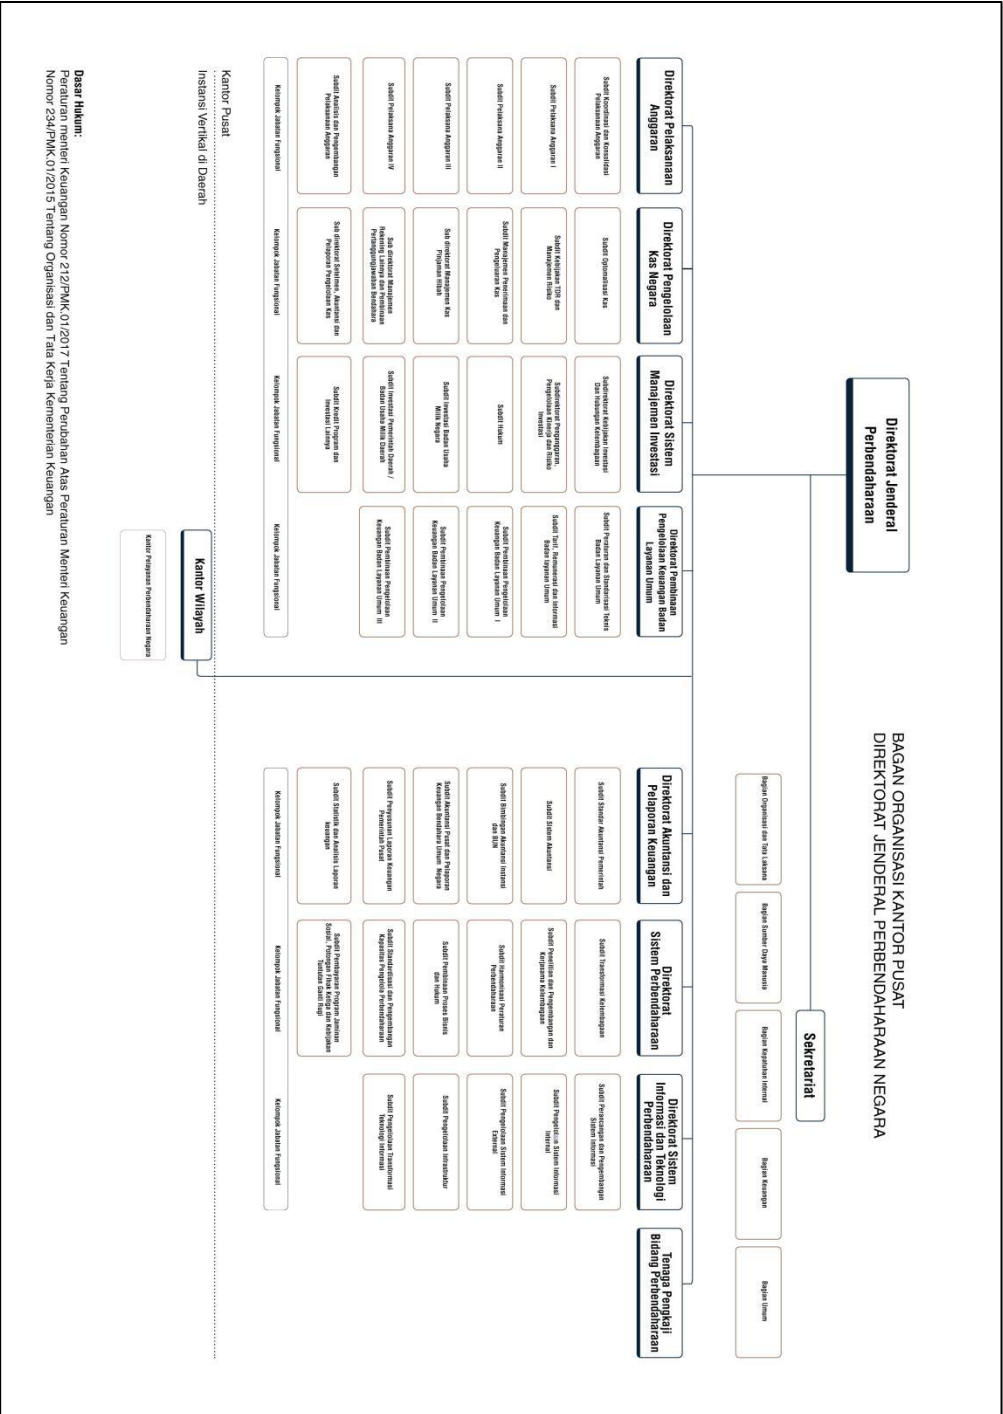 BAGAN ORGANISASI KANTOR PUSAT
DIREKTORAT JENDERAL PERBENDAHARAAN NEGARA
Direktorat Jenderal
Perbendaharaan
Sekretariat
Bagian Organisasi dan Tata Laksana
Bagian Sumber Daya Manusia
Bagian Kepatuhan Internal
Bagian Keuangan
Bagian Umum
Direktorat Pelaksanaan
Anggaran
Subdit Koordinasi dan Konsolidasi
Pelaksanaan Anggaran
Subdit Pelaksana Anggaran I
Subdit Pelaksana Anggaran II
Subdit Pelaksana Anggaran III
Subdit Pelaksana Anggaran IV
Subdit Analisis dan Pengembangan
Pelaksanaan Anggaran
Kelompok Jabatan Fungsional
Direktorat Pengelolaan
Kas Negara
Subdit Optomalisasi Kas
Subdit Kebijakan TDR dan
Manajemen Risiko
Subdit Manajemen Penerimaan dan
Pengeluaran Kas
Sub direktorat Manajemen Kas
Pinjaman Hibah
Sub direktorat Manajemen
Rekening Lainnya dan Pembinaan
Pertanggungjawaban Bendahara
Sub direktorat Setelmen, Akuntansi dan
Pelaporan Pengelolaan Kas
Kelompok Jabatan Fungsional
Direktorat Sistem
Manajemen Investasi
Subdirektorat Kebijakan Investasi
Dan Hubungan Kelembagaan
Subdirektorat Penganggaran,
Pengelolaan Kinerja dan Risiko
Investasi
Subdit Hukum
Subdit Investasi Badan Usaha
Milik Negara
Subdit Investasi Pemerintah Daerah /
Badan Usaha Milik Daerah
Subdit Kredit Program dan
Investasi Lainnya
Kelompok Jabatan Fungsional
Direktorat Pembinaan
Pengelolaan Keuangan Badan
Layanan Umum
Subdit Peraturan dan Standarisasi Teknis
Badan Layanan Umum
Subdit Tarif, Remunerasi dan Informasi
Badan layanan Umum
Subdit Pembinaan Pengelolaan
Keuangan Badan Layanan Umum I
Subdit Pembinaan Pengelolaan
Keuangan Badan Layanan Umum II
Subdit Pembinaan Pengelolaan
Keuangan Badan Layanan Umum III
Kelompok Jabatan Fungsional
Direktorat Akuntansi dan
Pelaporan Keuangan
Subdit Standar Akuntansi Pemerintah
Subdit Sistem Akuntansi
Subdit Bimbingan Akuntansi Instansi
dan BUN
Subdit Akuntansi Pusat dan Pelaporan
Keuangan Bendahara Umum Negara
Subdit Penyusunan Laporan Keuangan
Pemerintah Pusat
Subdit Statistik dan Analisis Laporan
keuangan
Kelompok Jabatan Fungsional
Direktorat
Sistem Perbendaharaan
Subdit Transformasi Kelembagaan
Subdit Penelitian dan Pengembangan dan
Kerjasama Kelembagaan
Subdit Harmonisasi Peraturan
Perbendaharaan
Subdit Pembinaan Proses Bisnis
dan Hukum
Subdit Standardisasi dan Pengembangan
Kapasitas Pengelola Perbendaharaan
Subdit Pembayaran Program Jaminan
Sosial, Potongan Fihak Ketiga dan Kebijakan
Tuntutan Ganti Rugi
Kelompok Jabatan Fungsional
Direktorat Sistem
Informasi dan Teknologi
Perbendaharaan
Subdit Perancangan dan Pengembangan
Sistem Informasi
Subdit Pengelolaan Sistem Informasi
Internal
Subdit Pengelolaan Sistem Informasi
External
Subdit Pengelolaan Infrastruktur
Subdit Pengelolaan Transformasi
Teknologi Informasi
Kelompok Jabatan Fungsional
Tenaga Pengkaji
Bidang Perbendaharaan
Kantor Pusat
Instansi Vertikal di Daerah
Kantor Wilayah
Kantor Pelayanan Perbendaharaan Negara
Dasar Hukum:
Peraturan menteri Keuangan Nomor 212/PMK.01/2017 Tentang Perubahan Atas Peraturan Menteri Keuangan
Nomor 234/PMK.01/2015 Tentang Organisasi dan Tata Kerja Kementerian Keuangan